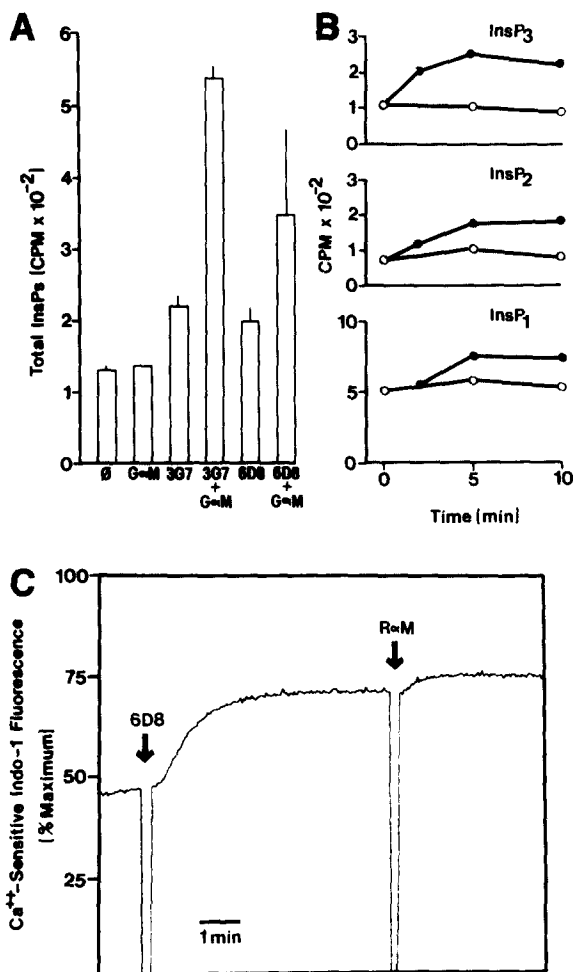 A
Total InsPs (CPM x 10-2)
6
5
4
3
2
1
0
Ø
GαM
3G7
3G7
+
GαM
6D8
6D8
+
GαM
B
InsP3
CPM x 10-2
3
2
1
0
InsP2
3
2
1
0
InsP1
10
5
0
0
5
10
Time (min)
C
Ca++-Sensitive Indo-1 Fluorescence
(% Maximum)
100
75
50
25
6D8
RαM
1 min